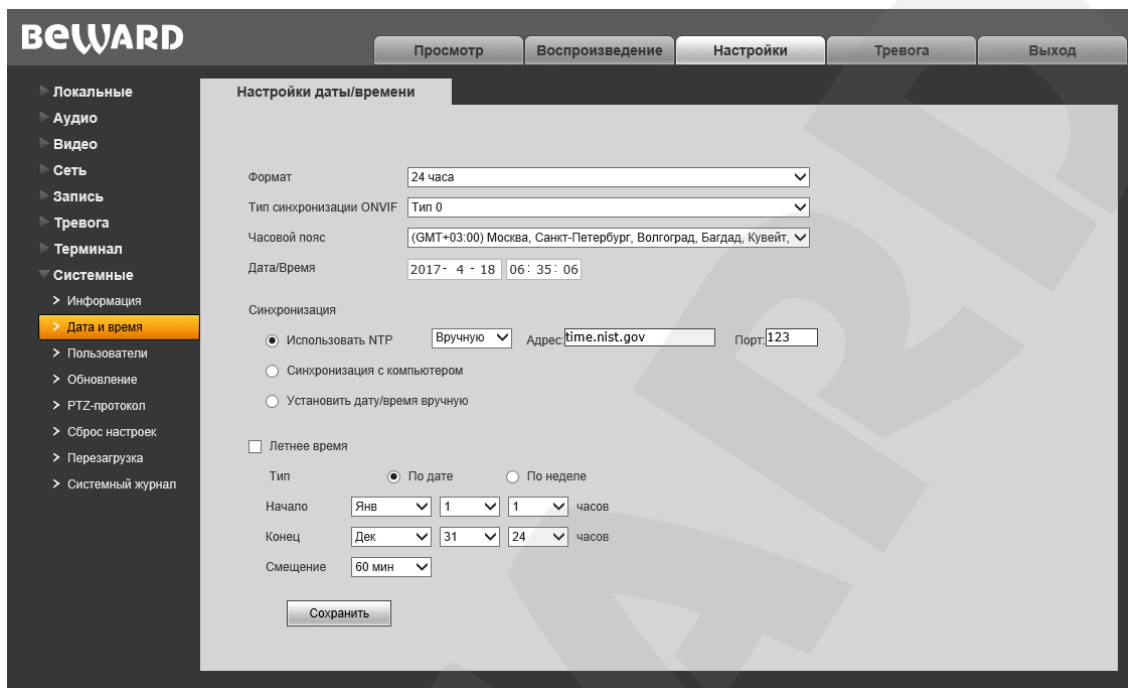 BEWARD
Просмотр Воспроизведение Настройки Тревога Выход
Локальные
Аудио
Видео
Сеть
Запись
Тревога
Терминал
Системные
> Информация
> Дата и время
> Пользователи
> Обновление
> PTZ-протокол
> Сброс настроек
> Перезагрузка
> Системный журнал
Настройки даты/времени
Формат 24 часа
Тип синхронизации ONVIF Тип 0
Часовой пояс (GMT+03:00) Москва, Санкт-Петербург, Волгоград, Багдад, Кувейт,
Дата/Время 2017- 4 - 18 06: 35: 06
Синхронизация
Использовать NTP Вручную Адрес:time.nist.gov Порт:123
Синхронизация с компьютером
Установить дату/время вручную
Летнее время
Тип По дате По неделе
Начало Янв 1 1 часов
Конец Дек 31 24 часов
Смещение 60 мин
Сохранить